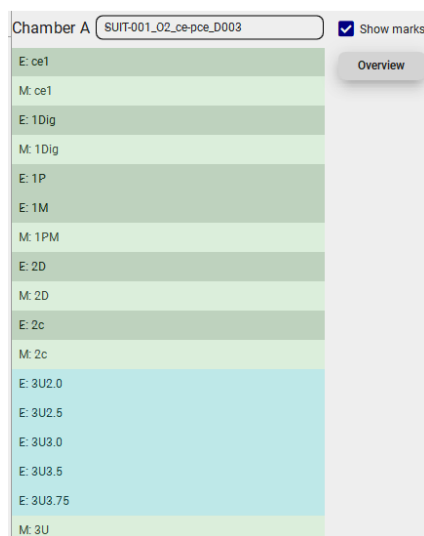 Chamber A SUIT-001_O2_ce-pce_D003 Show marks
Overview
E: ce1
M: ce1
E: 1Dig
M: 1Dig
E: 1P
E: 1M
M: 1PM
E: 2D
M: 2D
E: 2c
M: 2c
E: 3U2.0
E: 3U2.5
E: 3U3.0
E: 3U3.5
E: 3U3.75
M: 3U